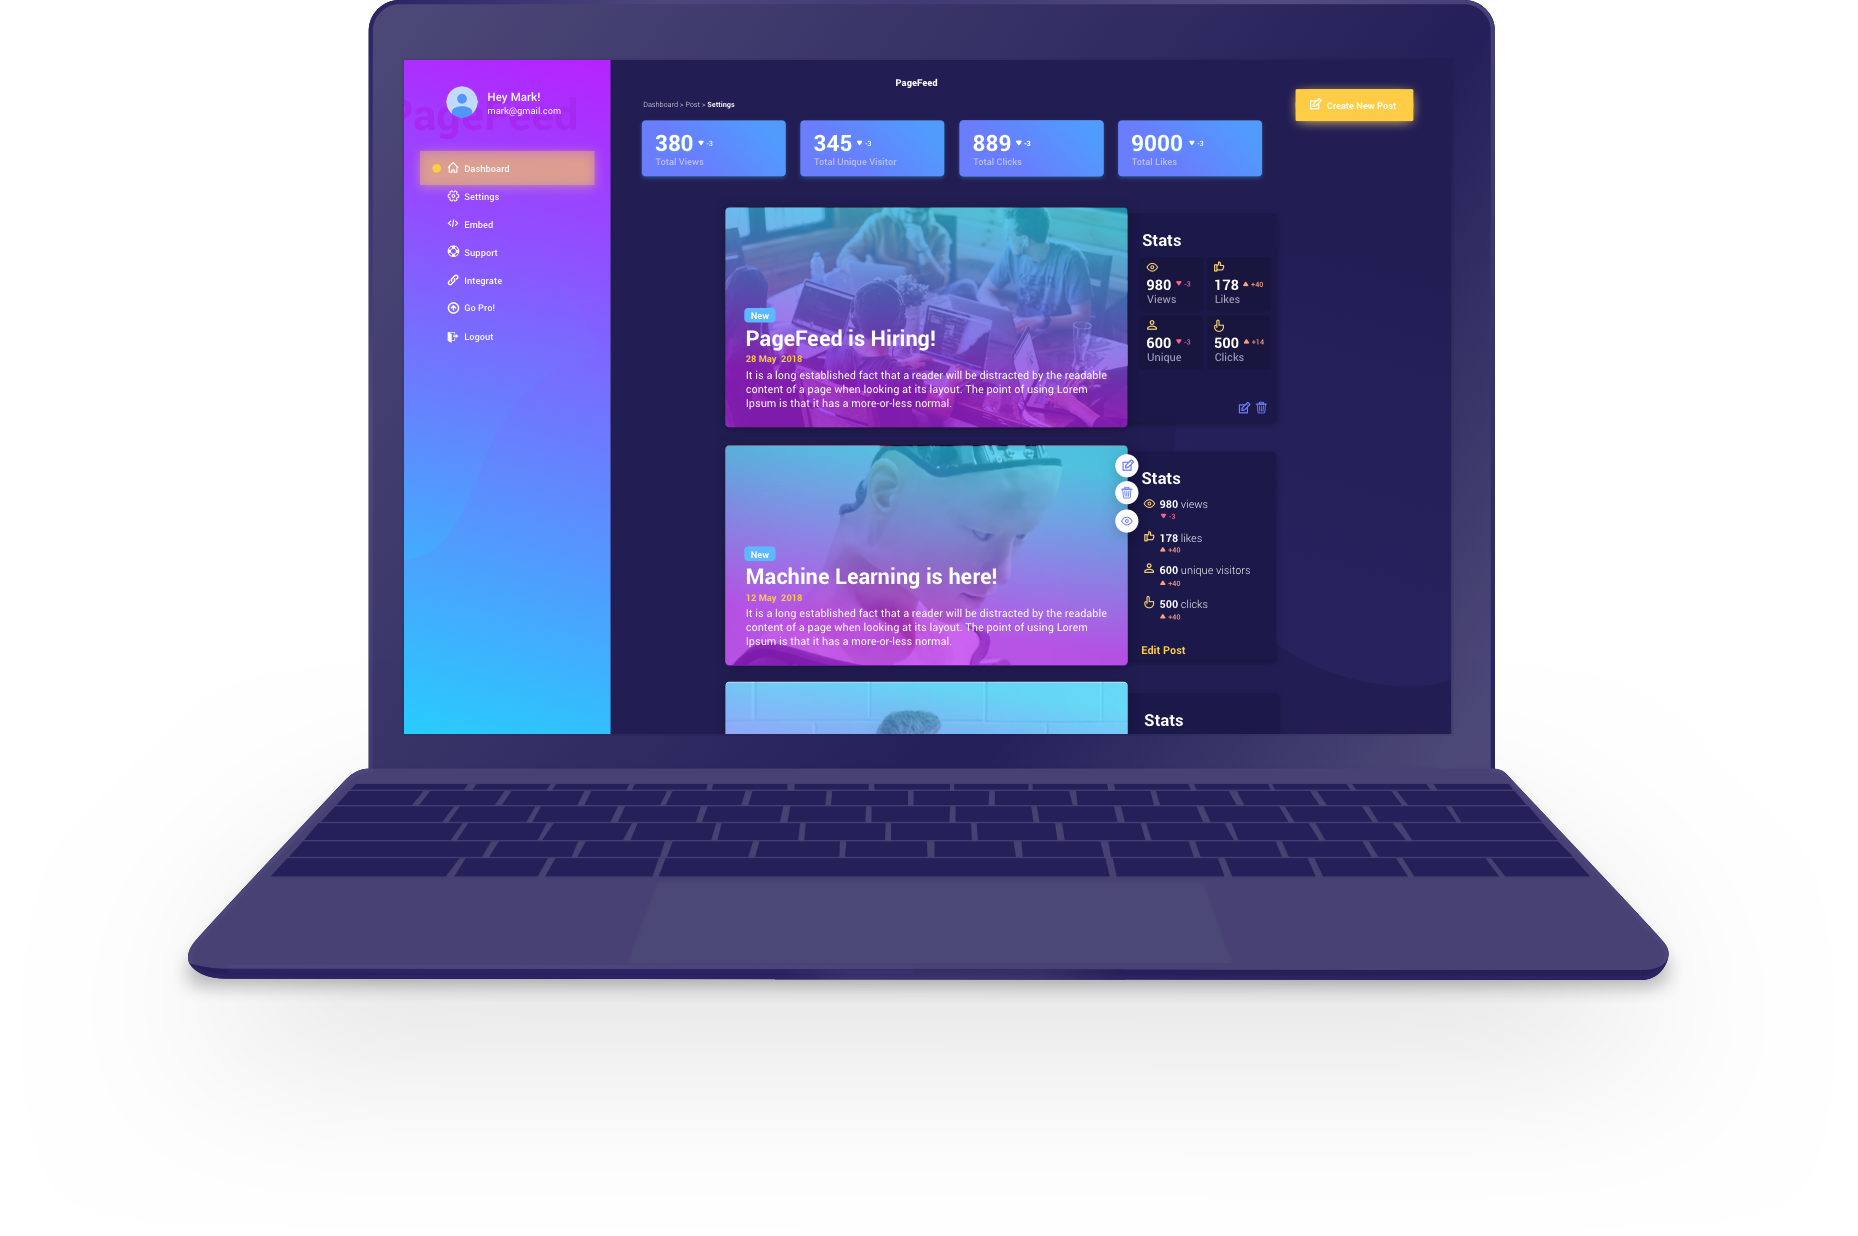 PageFeed
Hey Mark!
mark@gmail.com
PageFeed
Dashboard
Settings
Embed
Support
Integrate
Go Pro!
Logout
Dashboard > Post > Settings
Create New Post
380 -3
Total Views
345 -3
Total Unique Visitor
889 -3
Total Clicks
9000 -3
Total Likes
New
PageFeed is Hiring!
28 May 2018
It is a long established fact that a reader will be distracted by the readable
content of a page when looking at its layout. The point of using Lorem
Ipsum is that it has a more-or-less normal.
Stats
980 -3
Views
178 +40
Likes
600 -3
Unique
500 +14
Clicks
New
Machine Learning is here!
12 May 2018
It is a long established fact that a reader will be distracted by the readable
content of a page when looking at its layout. The point of using Lorem
Ipsum is that it has a more-or-less normal.
Stats
980 views
-3
178 likes
+40
600 unique visitors
+40
500 clicks
+40
Edit Post
Stats